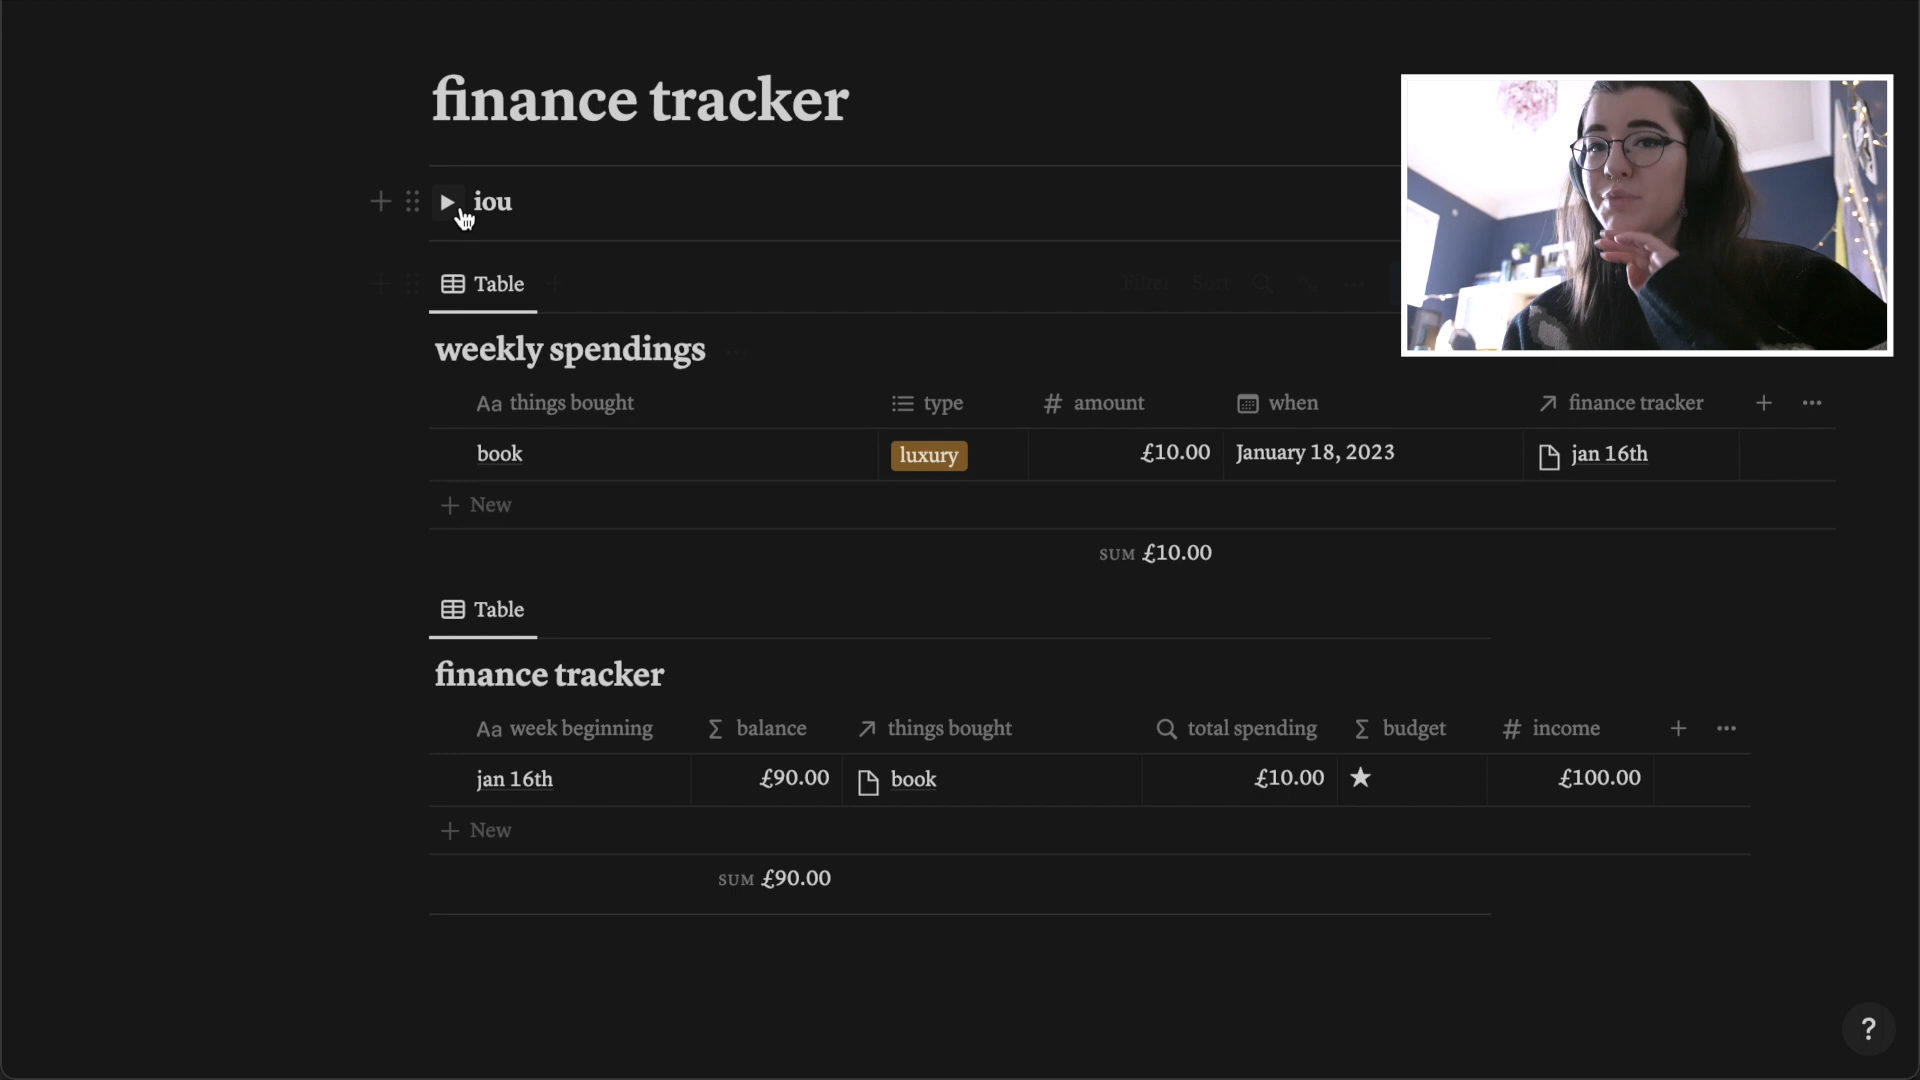 finance tracker
iou
Table
Filter Sort
weekly spendings
Aa things bought type # amount when finance tracker
book luxury £10.00 January 18, 2023 jan 16th
+ New
SUM £10.00
Table
finance tracker
Aa week beginning Σ balance things bought total spending Σ budget # income
jan 16th £90.00 book £10.00 ★ £100.00
+ New
SUM £90.00
?